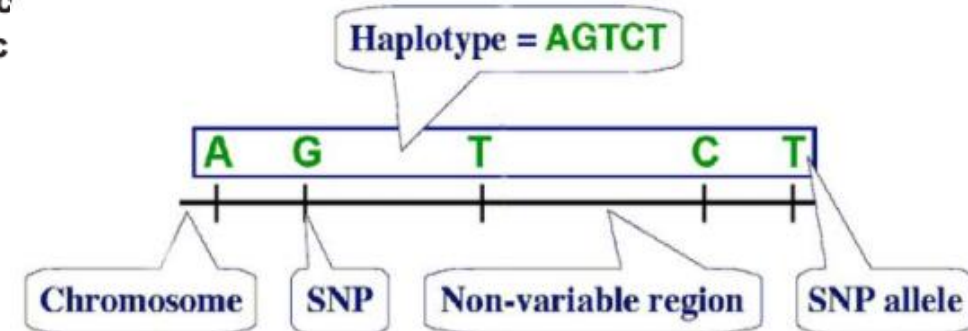 c
Haplotype = AGTCT
A G T C T
Chromosome SNP Non-variable region SNP allele